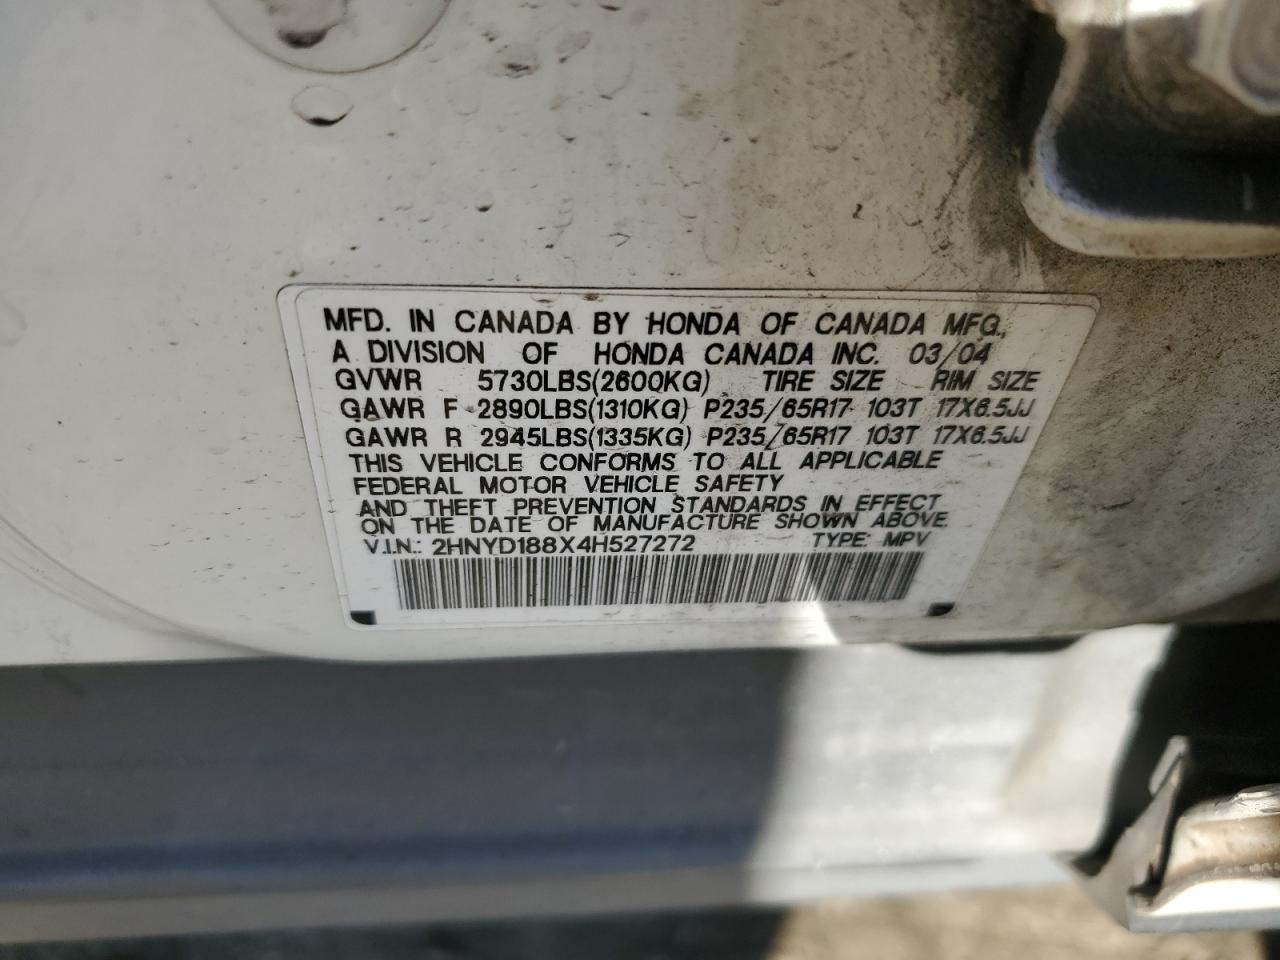 MFD. IN CANADA BY HONDA OF CANADA MFG.,
A DIVISION OF HONDA CANADA INC. 03/04
GVWR 5730LBS(2600KG) TIRE SIZE RIM SIZE
GAWR F 2890LBS(1310KG) P235/65R17 103T 17X6.5JJ
GAWR R 2945LBS(1335KG) P235/65R17 103T 17X6.5JJ
THIS VEHICLE CONFORMS TO ALL APPLICABLE
FEDERAL MOTOR VEHICLE SAFETY
AND THEFT PREVENTION STANDARDS IN EFFECT
ON THE DATE OF MANUFACTURE SHOWN ABOVE
V.I.N.: 2HNYD188X4H527272 TYPE: MPV